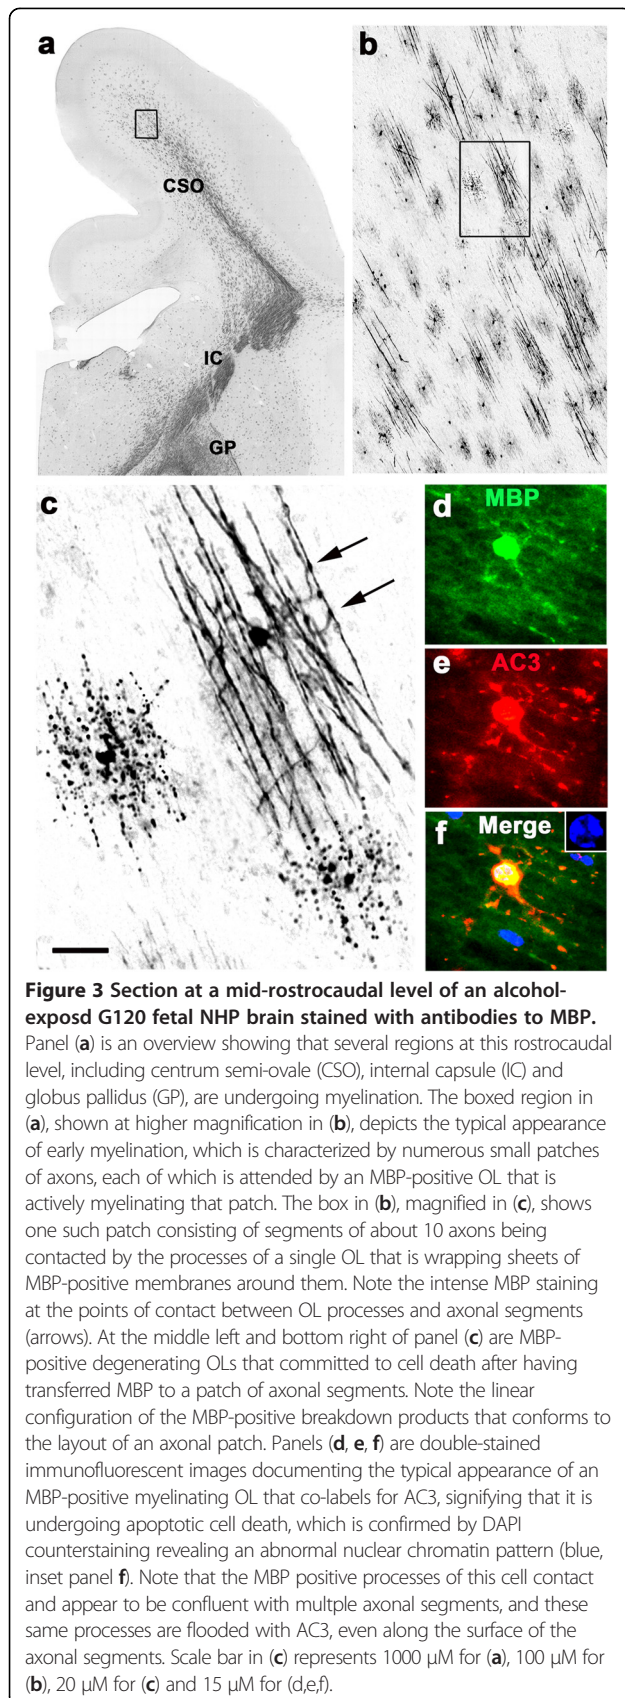 a
b
CSO
IC
GP
c
d
MBP
e
AC3
f
Merge
Figure 3 Section at a mid-rostrocaudal level of an alcohol-
exposd G120 fetal NHP brain stained with antibodies to MBP.
Panel (a) is an overview showing that several regions at this rostrocaudal
level, including centrum semi-ovale (CSO), internal capsule (IC) and
globus pallidus (GP), are undergoing myelination. The boxed region in
(a), shown at higher magnification in (b), depicts the typical appearance
of early myelination, which is characterized by numerous small patches
of axons, each of which is attended by an MBP-positive OL that is
actively myelinating that patch. The box in (b), magnified in (c), shows
one such patch consisting of segments of about 10 axons being
contacted by the processes of a single OL that is wrapping sheets of
MBP-positive membranes around them. Note the intense MBP staining
at the points of contact between OL processes and axonal segments
(arrows). At the middle left and bottom right of panel (c) are MBP-
positive degenerating OLs that committed to cell death after having
transferred MBP to a patch of axonal segments. Note the linear
configuration of the MBP-positive breakdown products that conforms to
the layout of an axonal patch. Panels (d, e, f) are double-stained
immunofluorescent images documenting the typical appearance of an
MBP-positive myelinating OL that co-labels for AC3, signifying that it is
undergoing apoptotic cell death, which is confirmed by DAPI
counterstaining revealing an abnormal nuclear chromatin pattern (blue,
inset panel f). Note that the MBP positive processes of this cell contact
and appear to be confluent with multple axonal segments, and these
same processes are flooded with AC3, even along the surface of the
axonal segments. Scale bar in (c) represents 1000 μM for (a), 100 μM for
(b), 20 μM for (c) and 15 μM for (d,e,f).